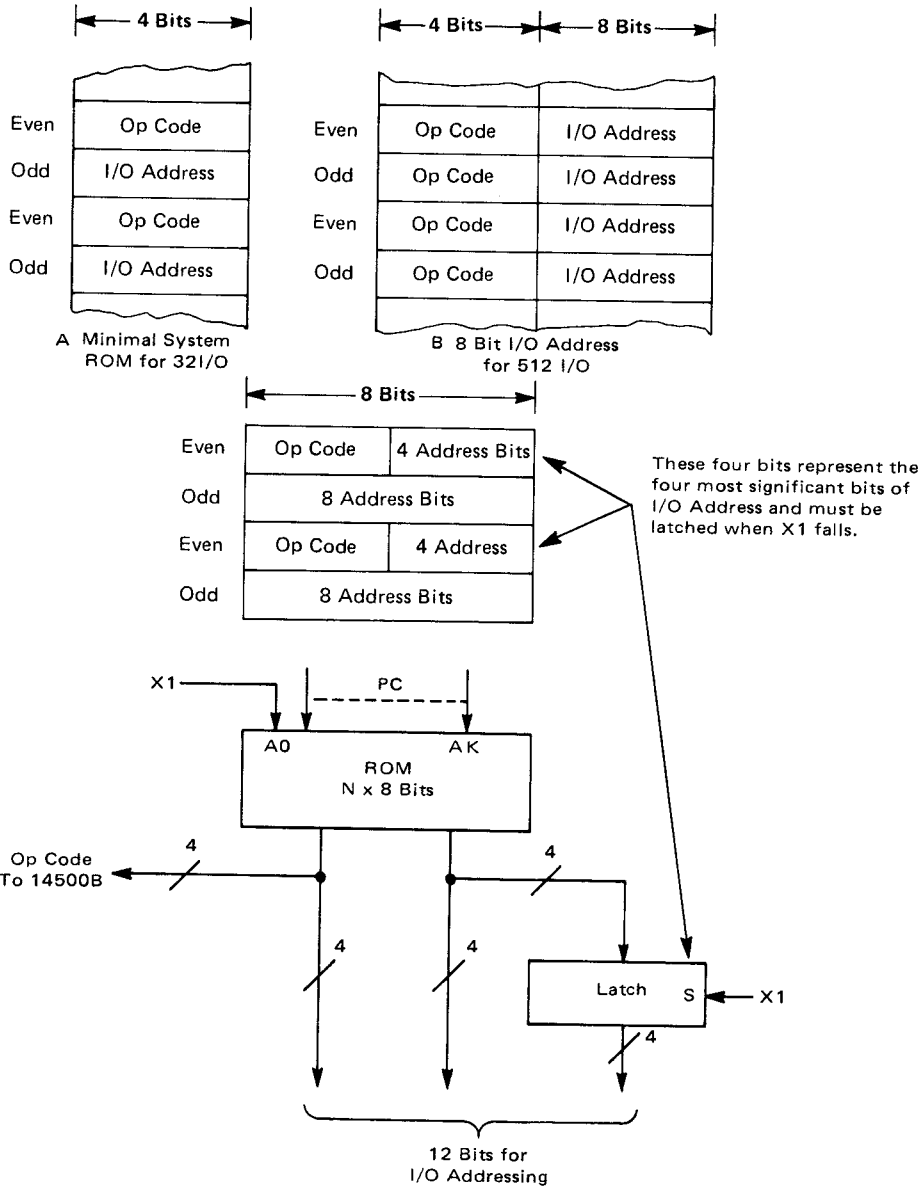 4 Bits
4 Bits
8 Bits
Even
Op Code
Odd
I/O Address
Even
Op Code
Odd
I/O Address
A Minimal System
ROM for 32I/O
Even
Op Code
I/O Address
Odd
Op Code
I/O Address
Even
Op Code
I/O Address
Odd
Op Code
I/O Address
B 8 Bit I/O Address
for 512 I/O
8 Bits
Even
Op Code
4 Address Bits
Odd
8 Address Bits
Even
Op Code
4 Address
Odd
8 Address Bits
These four bits represent the
four most significant bits of
I/O Address and must be
latched when X1 falls.
X1
PC
A0
AK
ROM
N x 8 Bits
4
4
Op Code
To 14500B
4
4
Latch
S
X1
4
12 Bits for
I/O Addressing